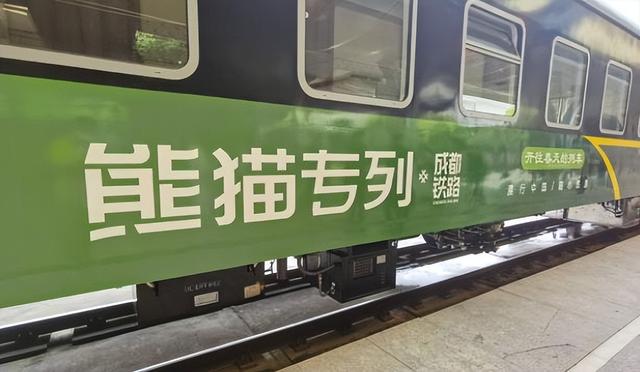 熊猫专列
成都
铁路
开往春天的列车